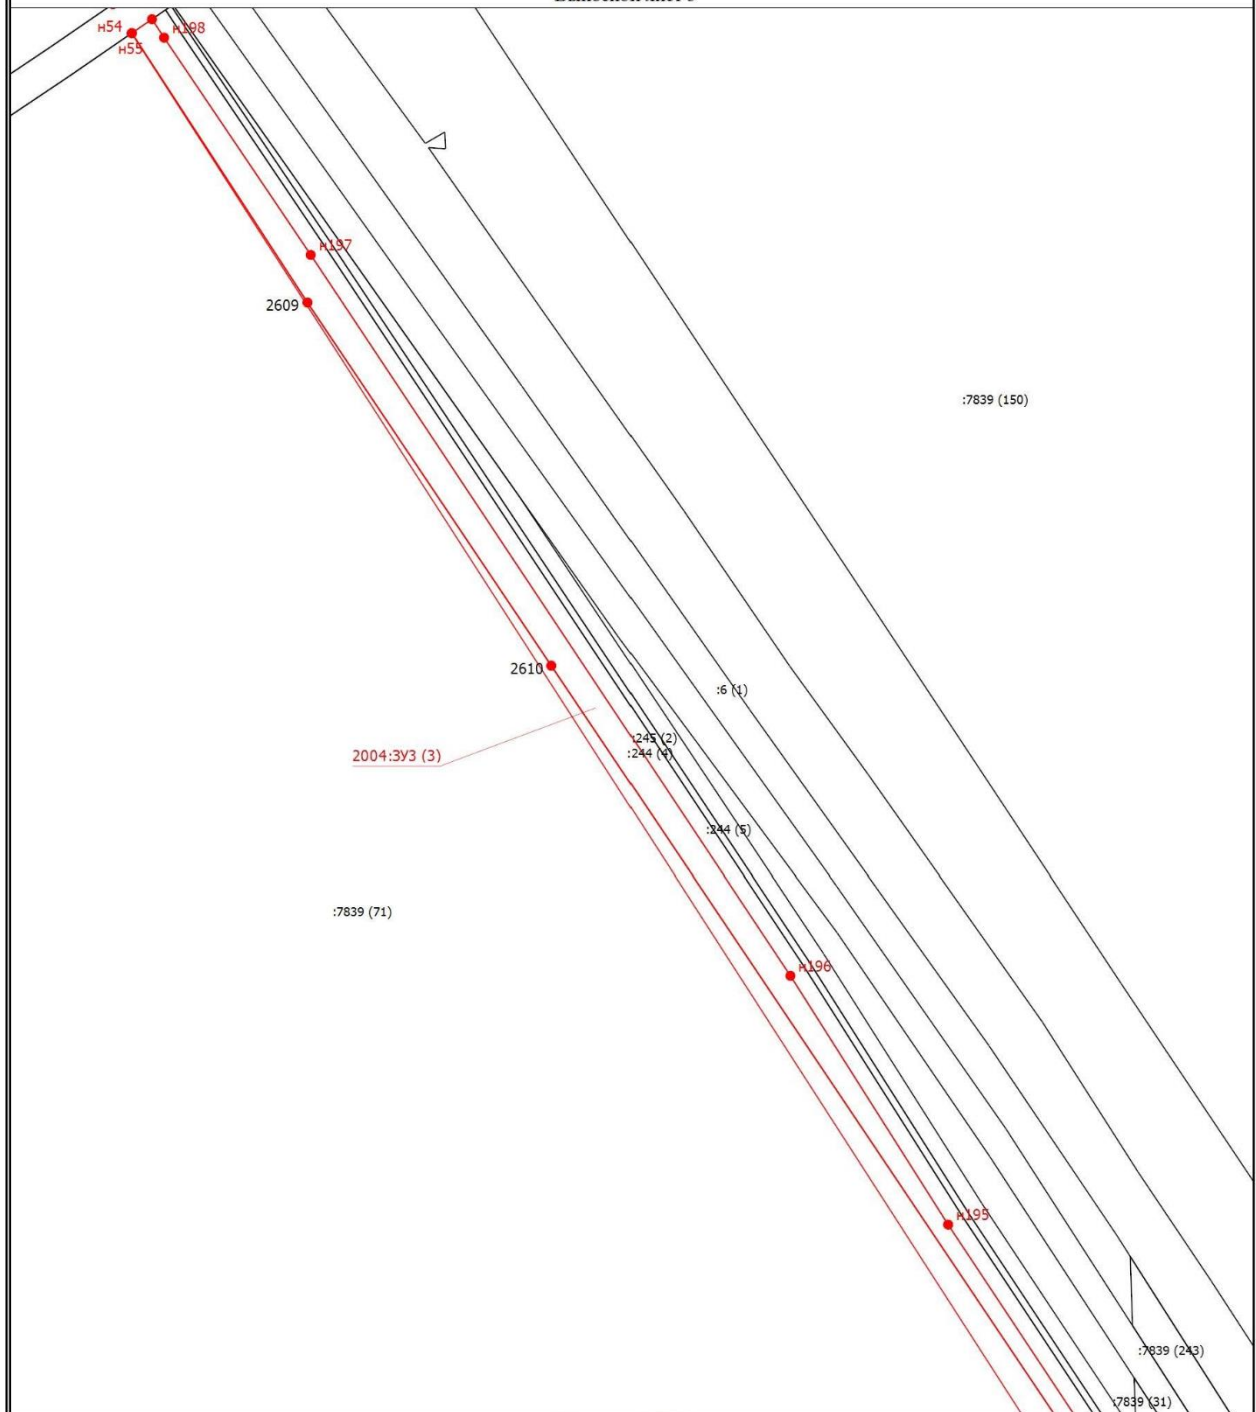 н54
н198
н55
н197
2609
:7839 (150)
2610
:6 (1)
:245 (2)
2004:ЗУ3 (3)
:244 (4)
:244 (5)
:7839 (71)
н196
н195
:7839 (243)
:7839 (31)